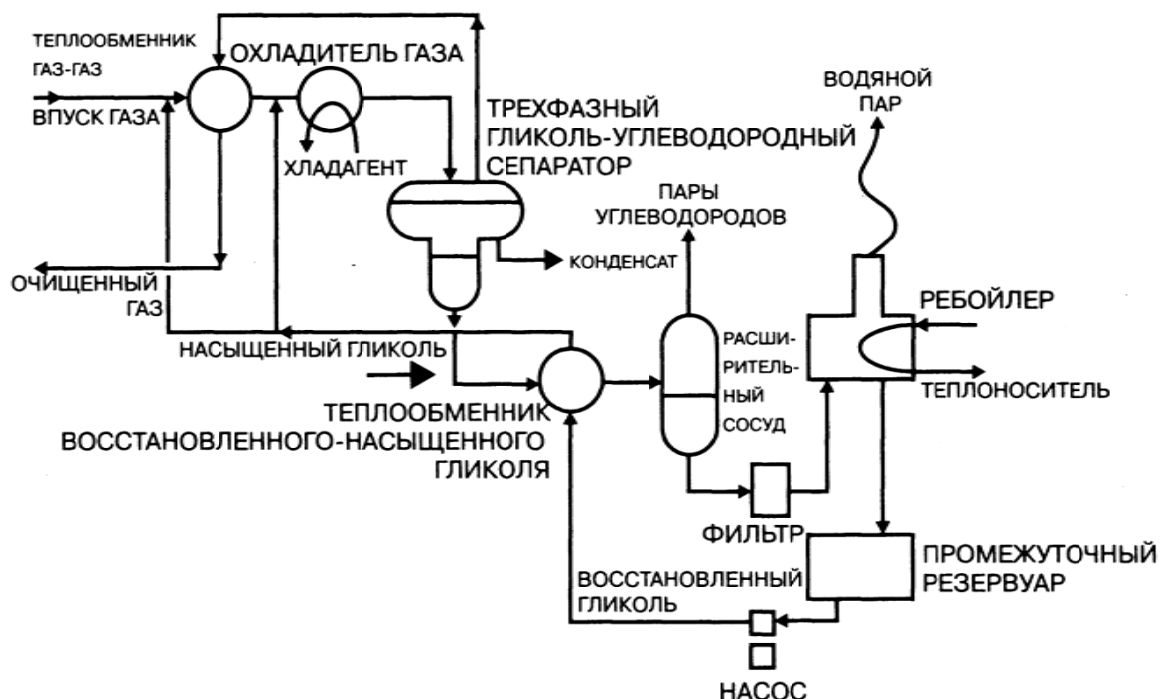 ТЕПЛООБМЕННИК
ГАЗ-ГАЗ
ОХЛАДИТЕЛЬ ГАЗА
ВПУСК ГАЗА
ХЛАДАГЕНТ
ТРЕХФАЗНЫЙ
ГЛИКОЛЬ-УГЛЕВОДОРОДНЫЙ
СЕПАРАТОР
ВОДЯНОЙ
ПАР
ПАРЫ
УГЛЕВОДОРОДОВ
КОНДЕНСАТ
ОЧИЩЕННЫЙ
ГАЗ
НАСЫЩЕННЫЙ ГЛИКОЛЬ
РЕБОЙЛЕР
ТЕПЛОНОСИТЕЛЬ
РАСШИ-
РИТЕЛЬ-
НЫЙ
СОСУД
ТЕПЛООБМЕННИК
ВОССТАНОВЛЕННОГО-НАСЫЩЕННОГО
ГЛИКОЛЯ
ФИЛЬТР
ПРОМЕЖУТОЧНЫЙ
РЕЗЕРВУАР
ВОССТАНОВЛЕННЫЙ
ГЛИКОЛЬ
НАСОС